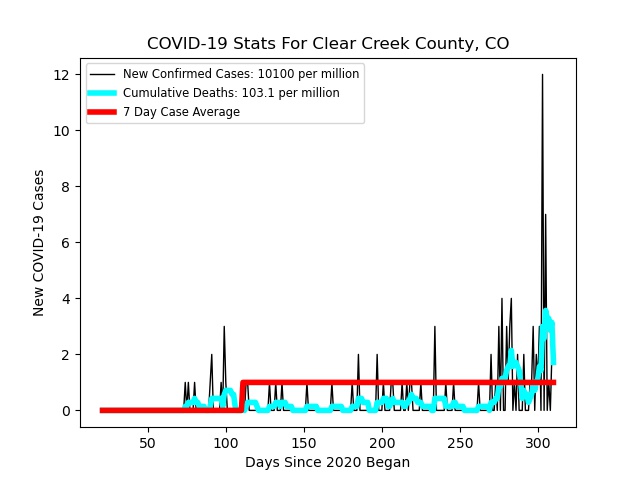 COVID-19 Stats For Clear Creek County, CO
New Confirmed Cases: 10100 per million
Cumulative Deaths: 103.1 per million
7 Day Case Average
New COVID-19 Cases
12
10
8
6
4
2
0
50 100 150 200 250 300
Days Since 2020 Began